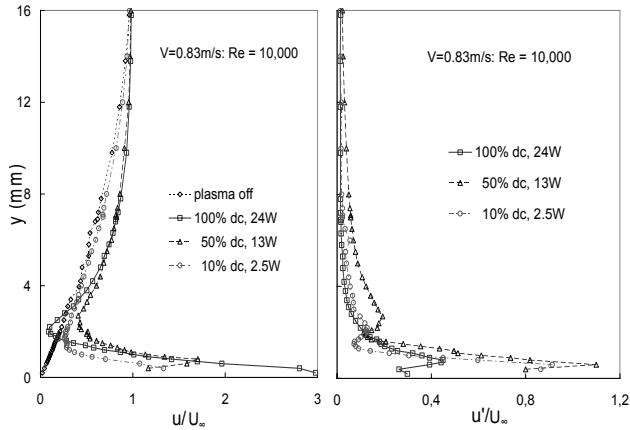 V=0.83m/s: Re = 10,000
plasma off
100% dc, 24W
50% dc, 13W
10% dc, 2.5W
y (mm)
16
12
8
4
0
0
1
2
3
u/U∞
V=0.83m/s: Re = 10,000
100% dc, 24W
50% dc, 13W
10% dc, 2.5W
0
0,4
0,8
1,2
u'/U∞